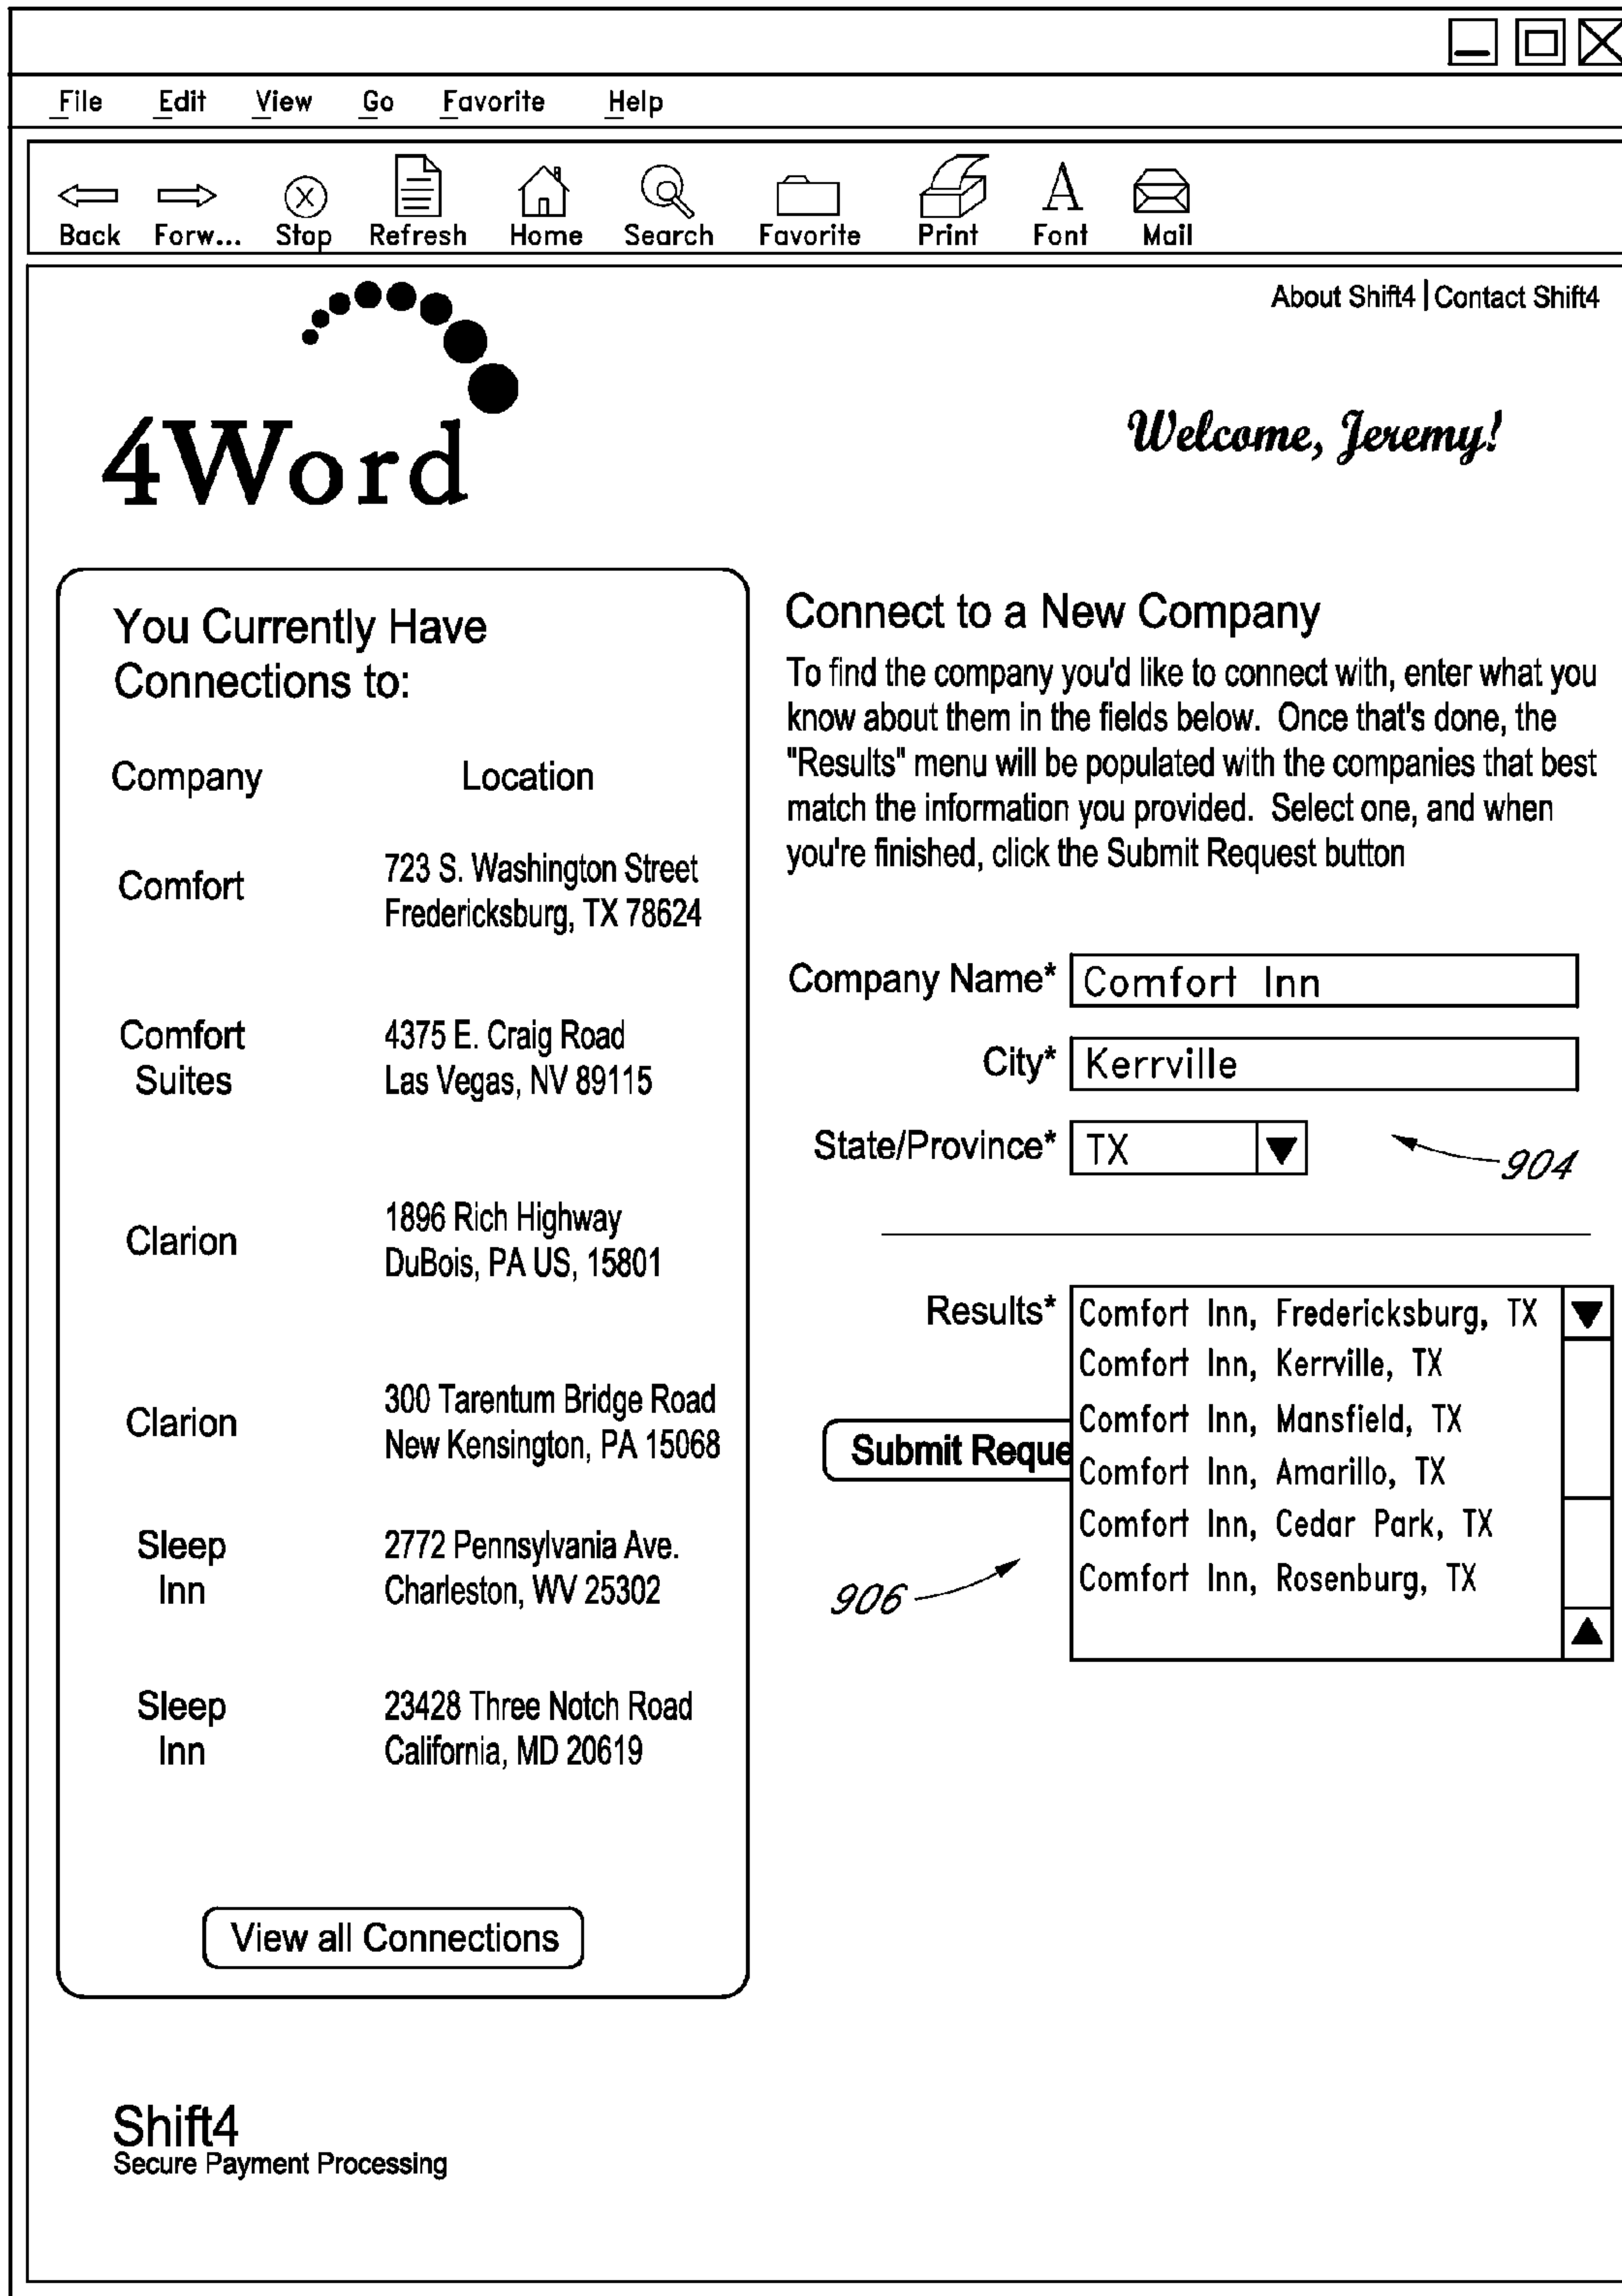 File Edit View Go Favorite Help
Back Forw... Stop Refresh Home Search Favorite Print Font Mail
About Shift4 | Contact Shift4
4Word
Welcome, Jeremy!
You Currently Have
Connections to:
Company Location
Comfort
723 S. Washington Street
Fredericksburg, TX 78624
Comfort
Suites
4375 E. Craig Road
Las Vegas, NV 89115
Clarion
1896 Rich Highway
DuBois, PA US, 15801
Clarion
300 Tarentum Bridge Road
New Kensington, PA 15068
Sleep
Inn
2772 Pennsylvania Ave.
Charleston, WV 25302
Sleep
Inn
23428 Three Notch Road
California, MD 20619
View all Connections
Connect to a New Company
To find the company you'd like to connect with, enter what you
know about them in the fields below. Once that's done, the
"Results" menu will be populated with the companies that best
match the information you provided. Select one, and when
you're finished, click the Submit Request button
Company Name* Comfort Inn
City* Kerrville
State/Province* TX
904
Results* Comfort Inn, Fredericksburg, TX
Comfort Inn, Kerrville, TX
Comfort Inn, Mansfield, TX
Comfort Inn, Amarillo, TX
Comfort Inn, Cedar Park, TX
Comfort Inn, Rosenburg, TX
Submit Reque
906
Shift4
Secure Payment Processing